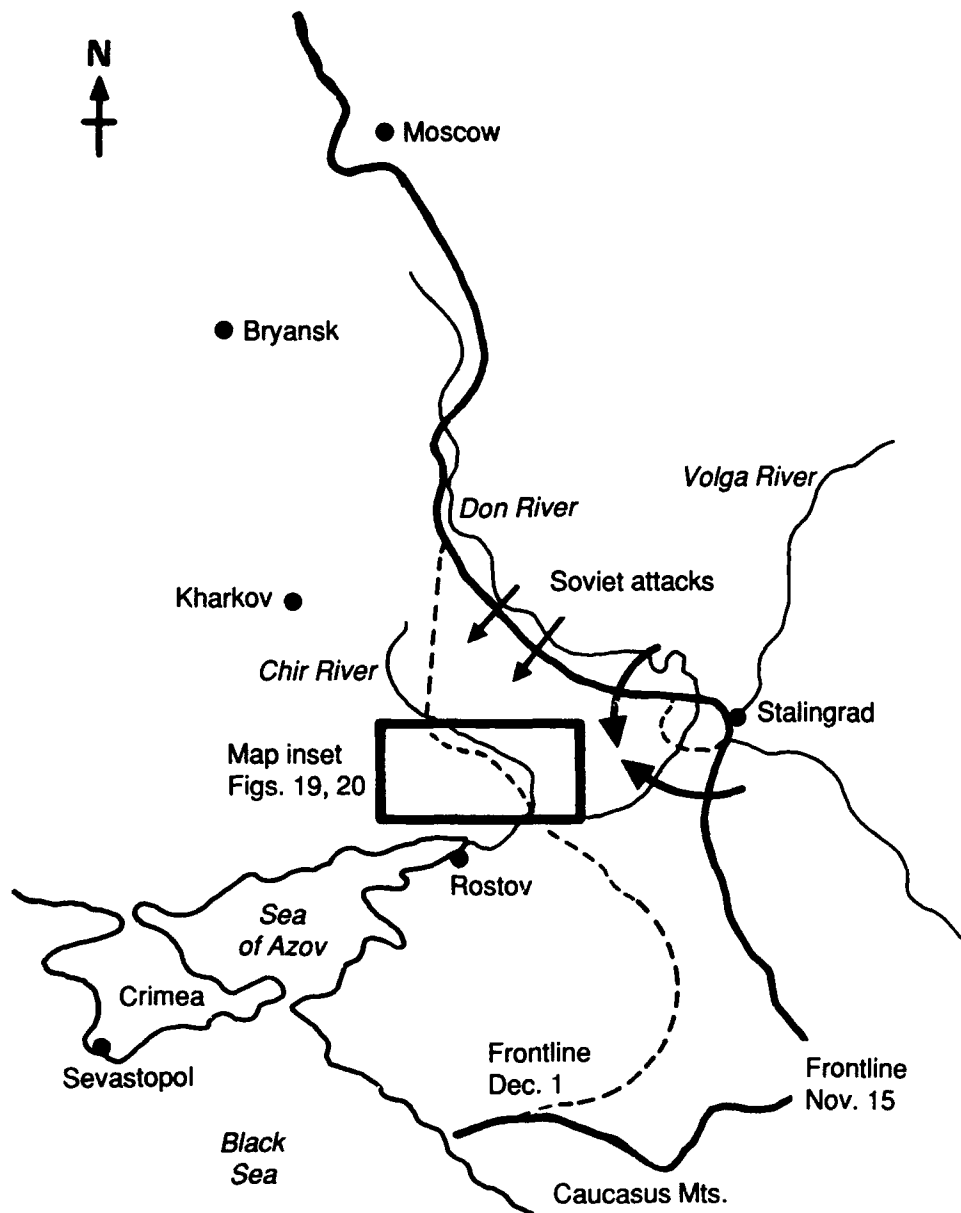 N
Moscow
Bryansk
Volga River
Don River
Soviet attacks
Kharkov
Chir River
Stalingrad
Map inset
Figs. 19, 20
Rostov
Sea
of Azov
Crimea
Sevastopol
Frontline
Dec. 1
Frontline
Nov. 15
Black
Sea
Caucasus Mts.